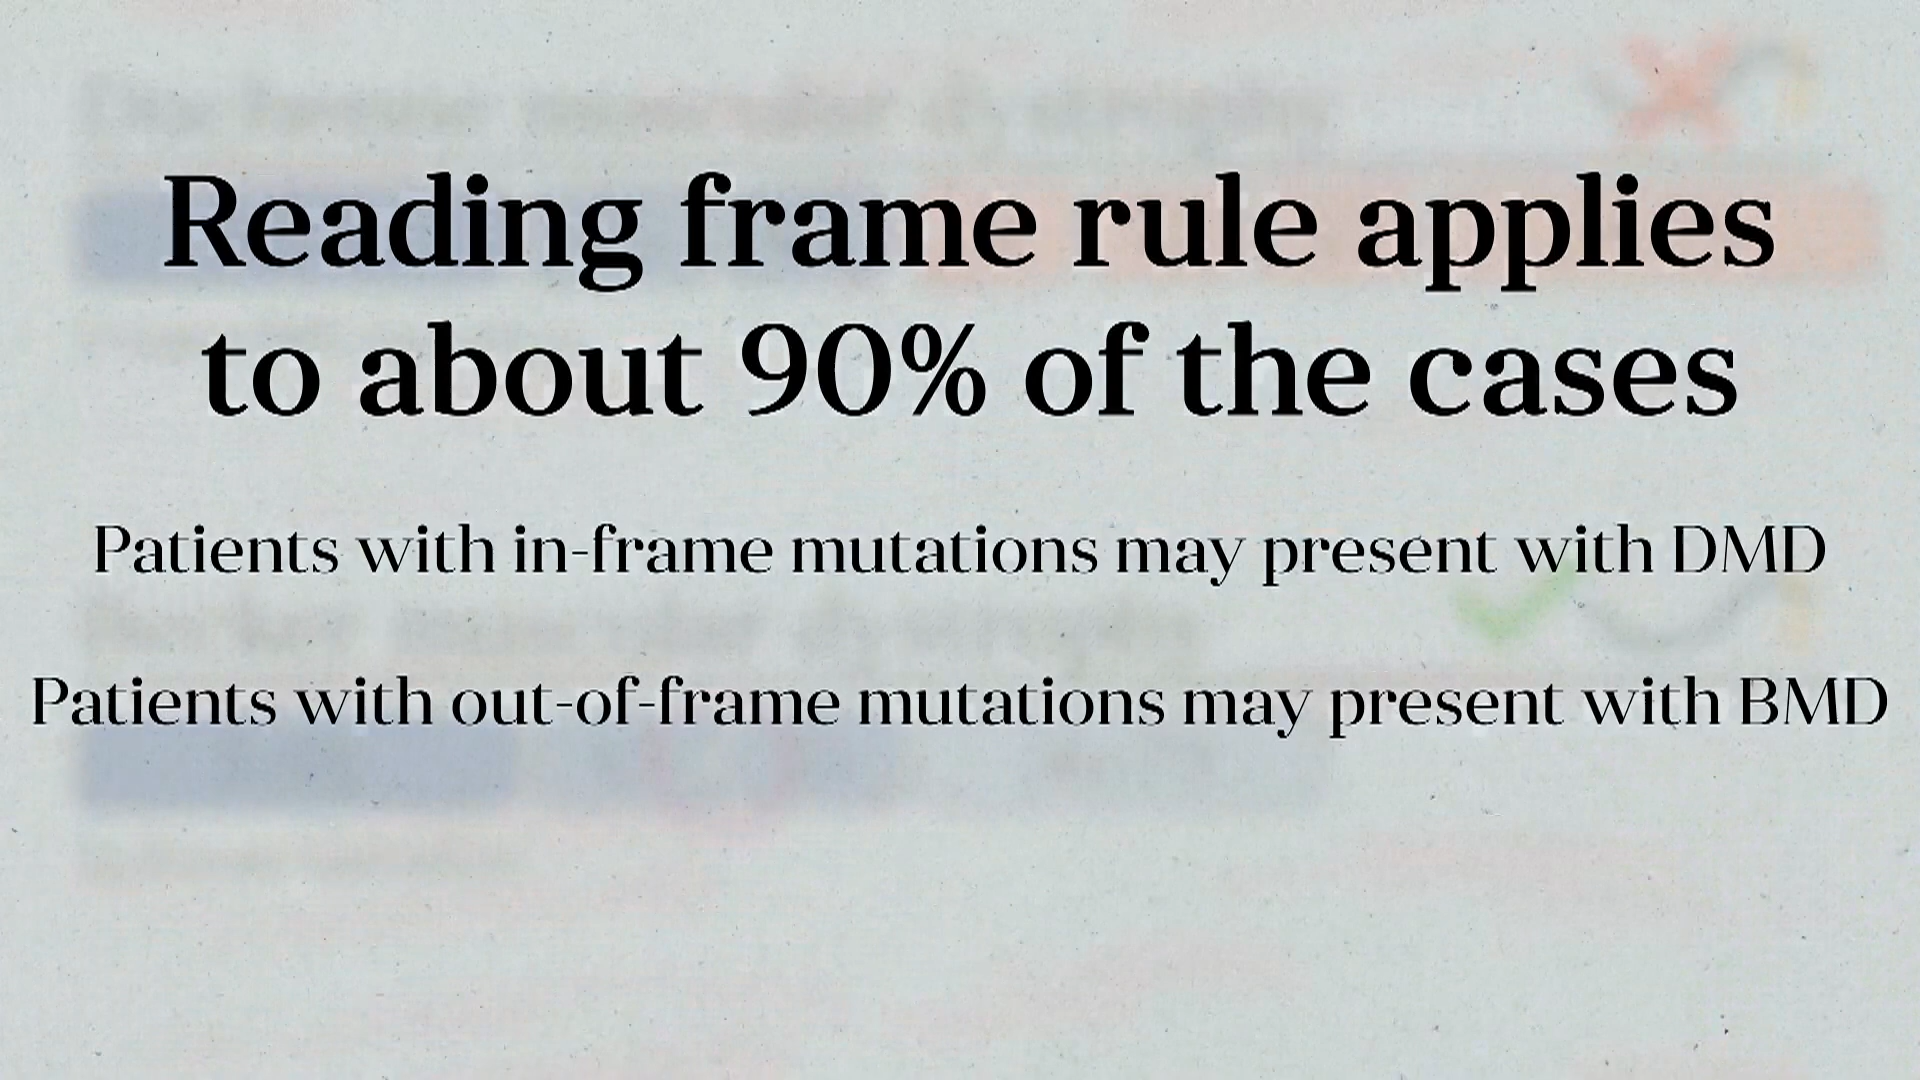 Reading frame rule applies
to about 90% of the cases
Patients with in-frame mutations may present with DMD
Patients with out-of-frame mutations may present with BMD